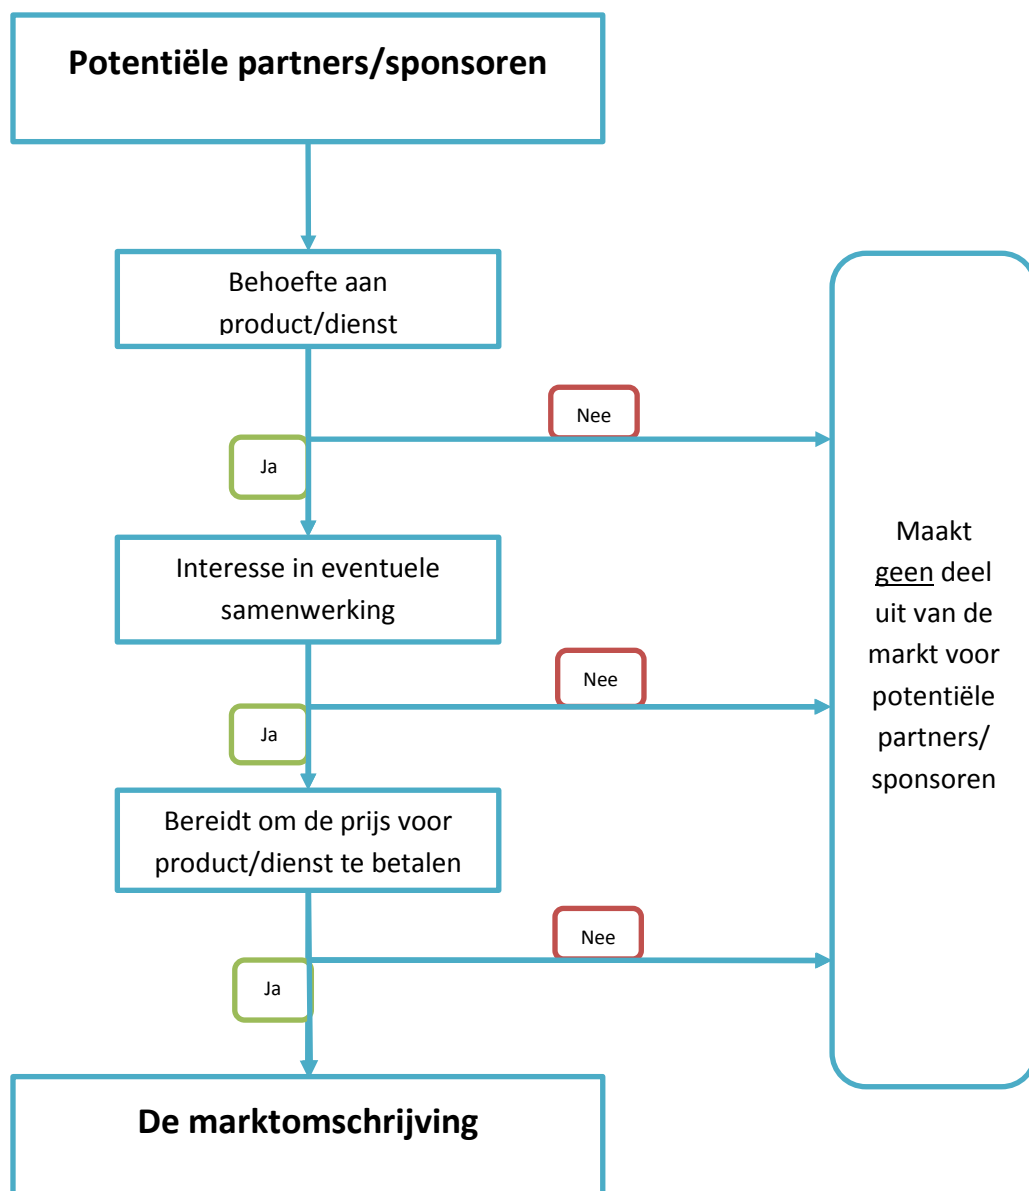 Potentiële partners/sponsoren
Behoefte aan
product/dienst
Nee
Ja
Interesse in eventuele
samenwerking
Nee
Ja
Bereidt om de prijs voor
product/dienst te betalen
Nee
Ja
De marktomschrijving
Maakt
geen deel
uit van de
markt voor
potentiële
partners/
sponsoren